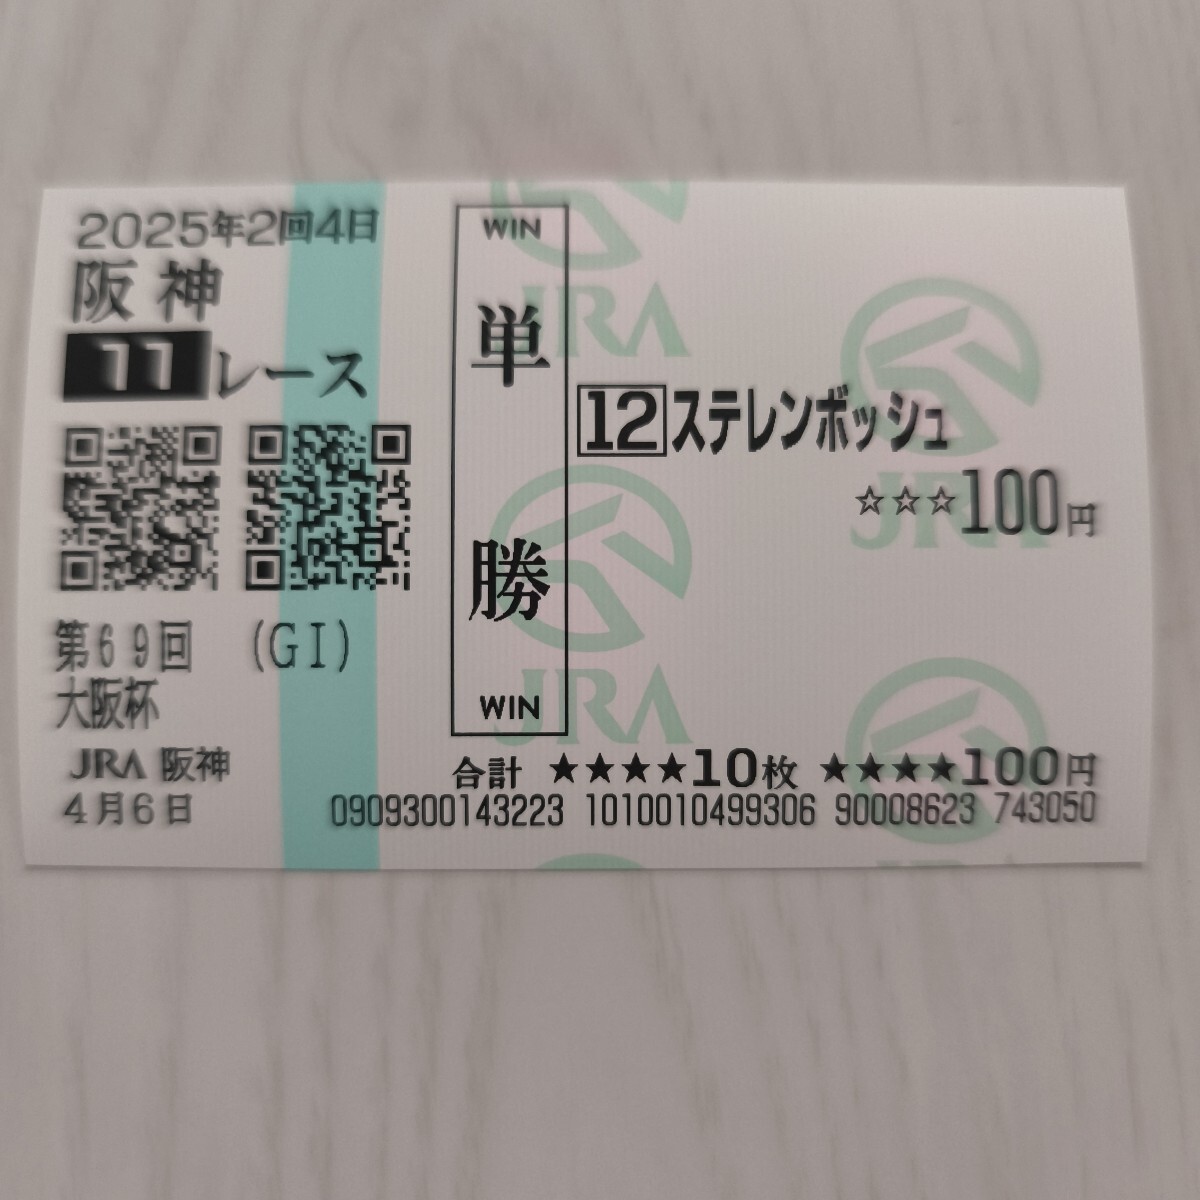 2025年2回4日
阪神
11レース
第69回 (GI)
大阪杯
JRA 阪神
4月6日
WIN
単勝
WIN
12ステレンボッシュ
☆☆☆100円
合計 ★★★★10枚 ★★★★100円
0909300143223 1010010499306 90008623 743050
JRA
JRA
JRA
JRA